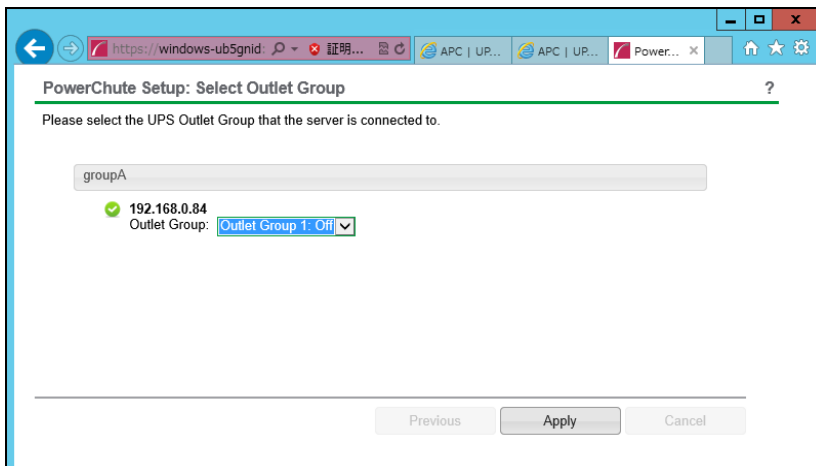 https://windows-ub5gnid:
証明...
APC | UP...
APC | UP...
Power...
PowerChute Setup: Select Outlet Group
?
Please select the UPS Outlet Group that the server is connected to.
groupA
192.168.0.84
Outlet Group: Outlet Group 1: Off
Previous Apply Cancel